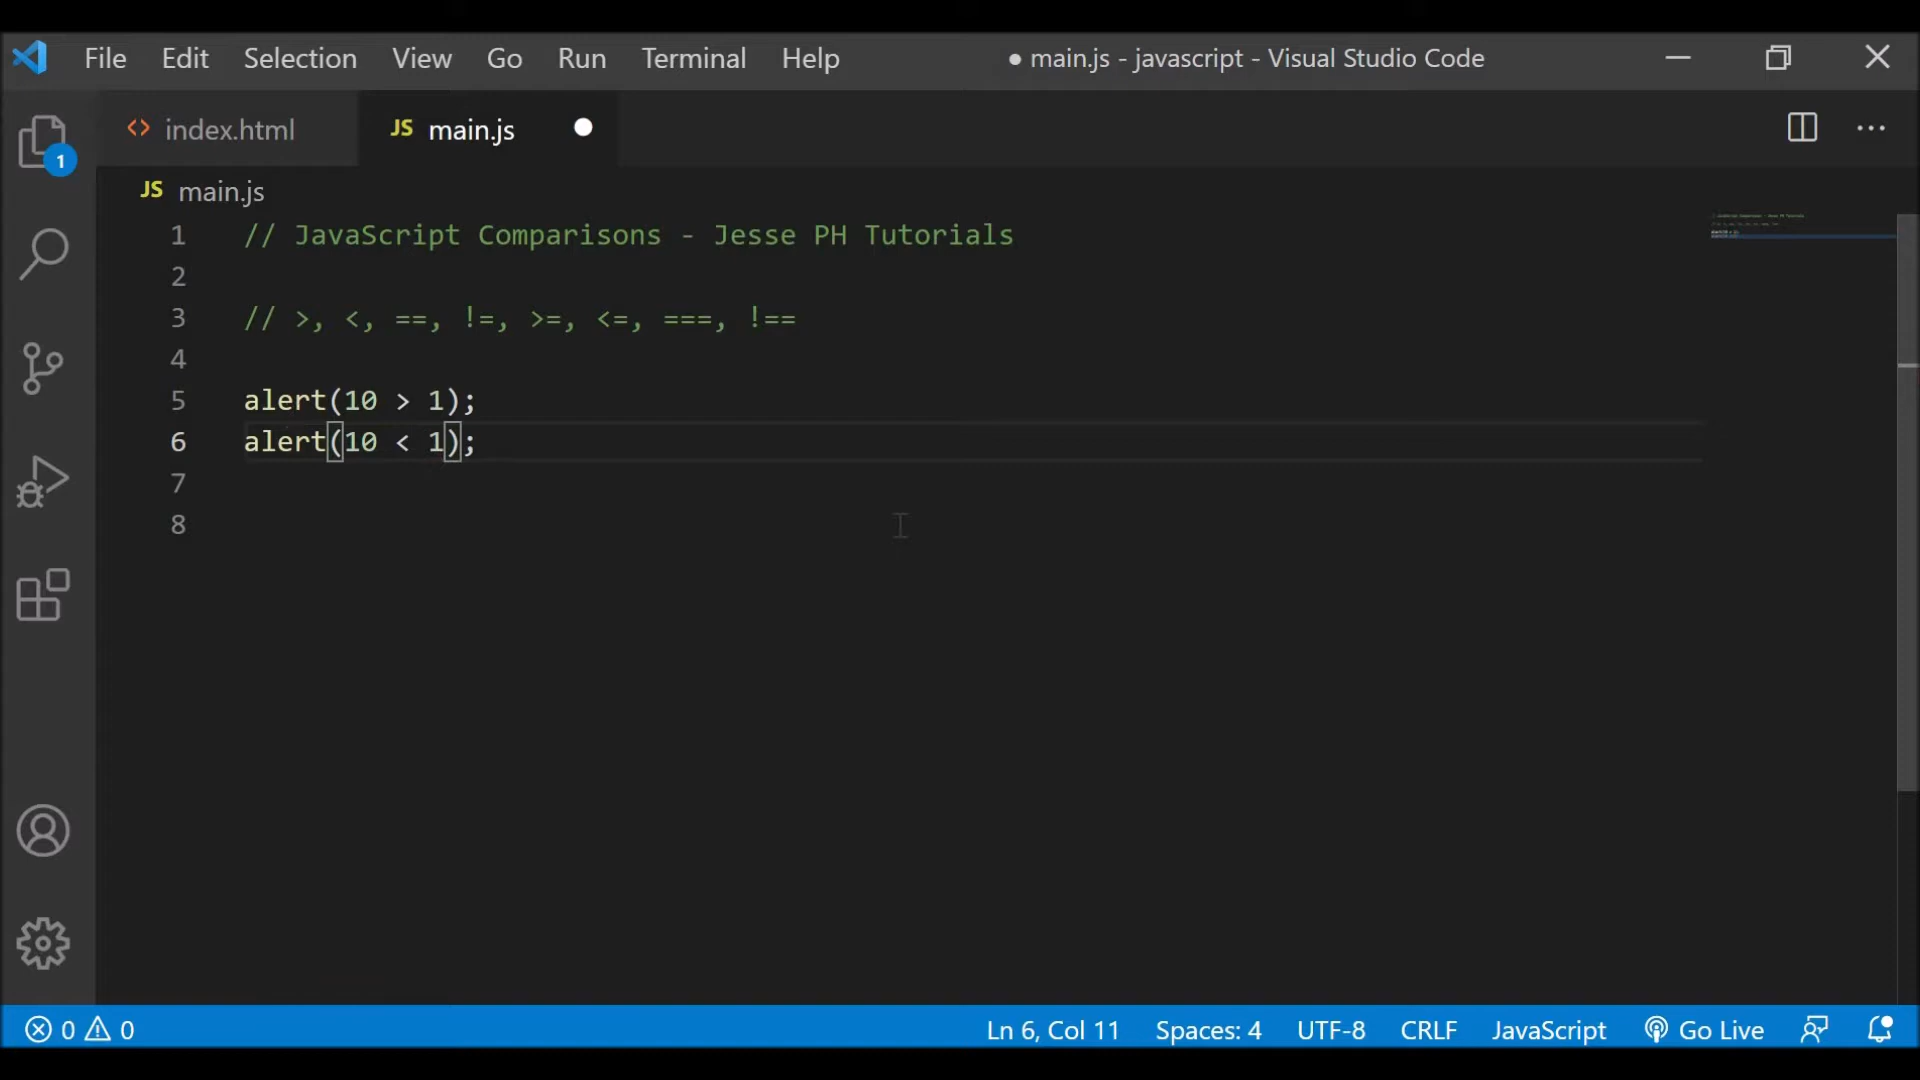 File Edit Selection View Go Run Terminal Help ● main.js - javascript - Visual Studio Code
<> index.html JS main.js ●
1
JS main.js
1 // JavaScript Comparisons - Jesse PH Tutorials
2
3 // >, <, ==, !=, >=, <=, ===, !==
4
5 alert(10 > 1);
6 alert(10 < 1);
7
8
0 0 Ln 6, Col 11 Spaces: 4 UTF-8 CRLF JavaScript Go Live